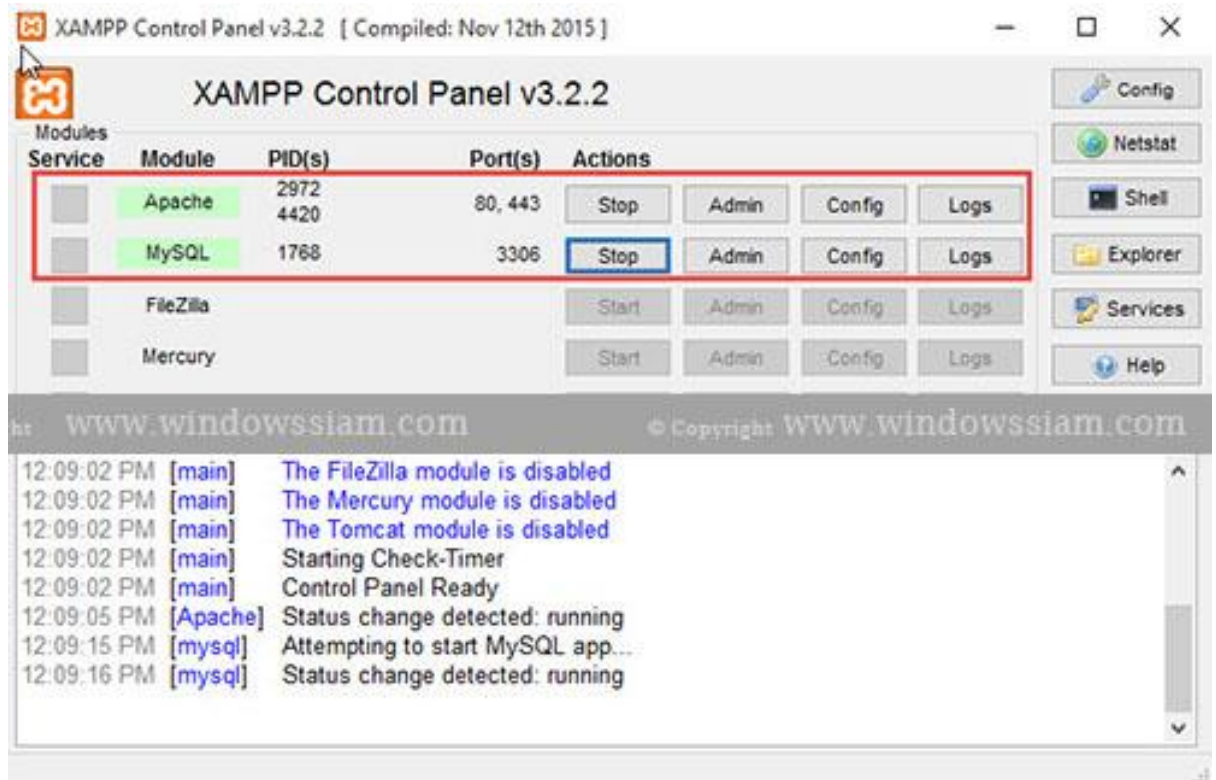 XAMPP Control Panel v3.2.2 [ Compiled: Nov 12th 2015 ]
XAMPP Control Panel v3.2.2
Config
Modules
Service Module PID(s) Port(s) Actions
Netstat
Apache 2972 4420 80, 443 Stop Admin Config Logs
Shell
MySQL 1768 3306 Stop Admin Config Logs
Explorer
FileZilla Start Admin Config Logs
Services
Mercury Start Admin Config Logs
Help
www.windowssiam.com © Copyright www.windowssiam.com
12:09:02 PM [main] The FileZilla module is disabled
12:09:02 PM [main] The Mercury module is disabled
12:09:02 PM [main] The Tomcat module is disabled
12:09:02 PM [main] Starting Check-Timer
12:09:02 PM [main] Control Panel Ready
12:09:05 PM [Apache] Status change detected: running
12:09:15 PM [mysql] Attempting to start MySQL app...
12:09:16 PM [mysql] Status change detected: running